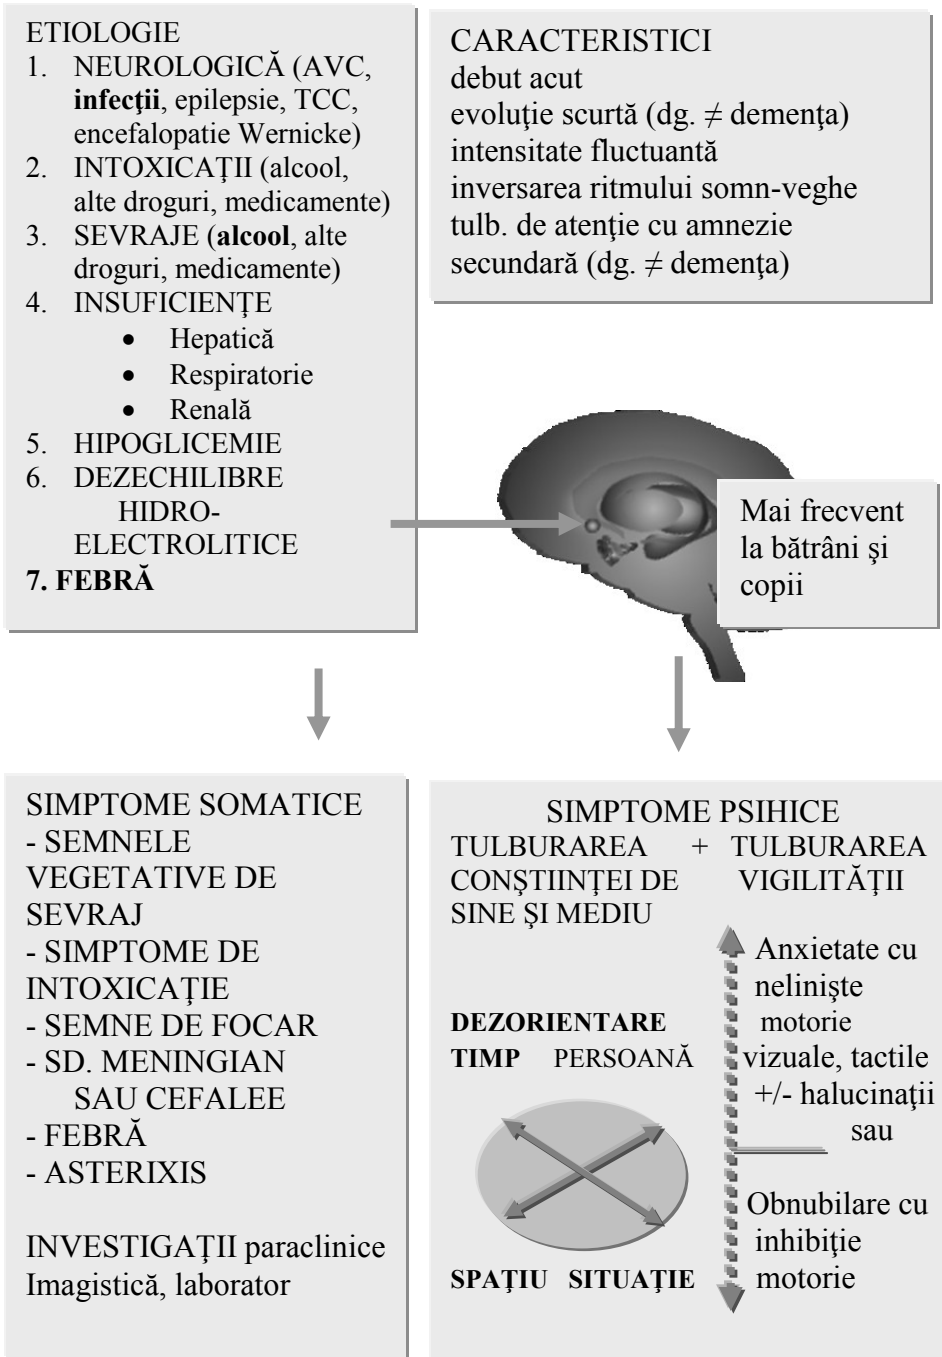 ETIOLOGIE
1. NEUROLOGICĂ (AVC,
infecţii, epilepsie, TCC,
encefalopatie Wernicke)
2. INTOXICAŢII (alcool,
alte droguri, medicamente)
3. SEVRAJE (alcool, alte
droguri, medicamente)
4. INSUFICIENŢE
• Hepatică
• Respiratorie
• Renală
5. HIPOGLICEMIE
6. DEZECHILIBRE
HIDRO-
ELECTROLITICE
7. FEBRĂ
CARACTERISTICI
debut acut
evoluţie scurtă (dg. ≠ demenţa)
intensitate fluctuantă
inversarea ritmului somn-veghe
tulb. de atenţie cu amnezie
secundară (dg. ≠ demenţa)
Mai frecvent
la bătrâni şi
copii
SIMPTOME SOMATICE
- SEMNELE
VEGETATIVE DE
SEVRAJ
- SIMPTOME DE
INTOXICAŢIE
- SEMNE DE FOCAR
- SD. MENINGIAN
SAU CEFALEE
- FEBRĂ
- ASTERIXIS
INVESTIGAŢII paraclinice
Imagistică, laborator
SIMPTOME PSIHICE
TULBURAREA + TULBURAREA
CONŞTIINŢEI DE VIGILITĂŢII
SINE ŞI MEDIU
Anxietate cu
nelinişte
motorie
vizuale, tactile
+/- halucinaţii
sau
DEZORIENTARE
TIMP PERSOANĂ
SPAŢIU SITUAŢIE
Obnubilare cu
inhibiţie
motorie